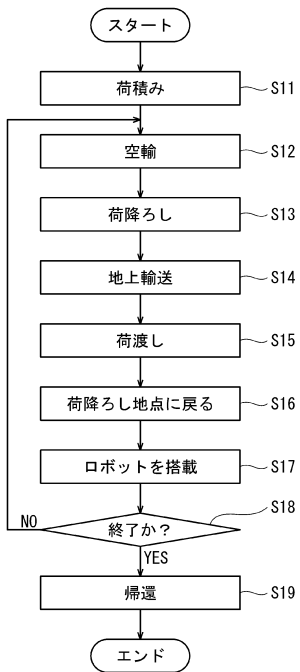 スタート
荷積み S11
空輸 S12
荷降ろし S13
地上輸送 S14
荷渡し S15
荷降ろし地点に戻る S16
ロボットを搭載 S17
S18
NO 終了か?
YES
帰還 S19
エンド